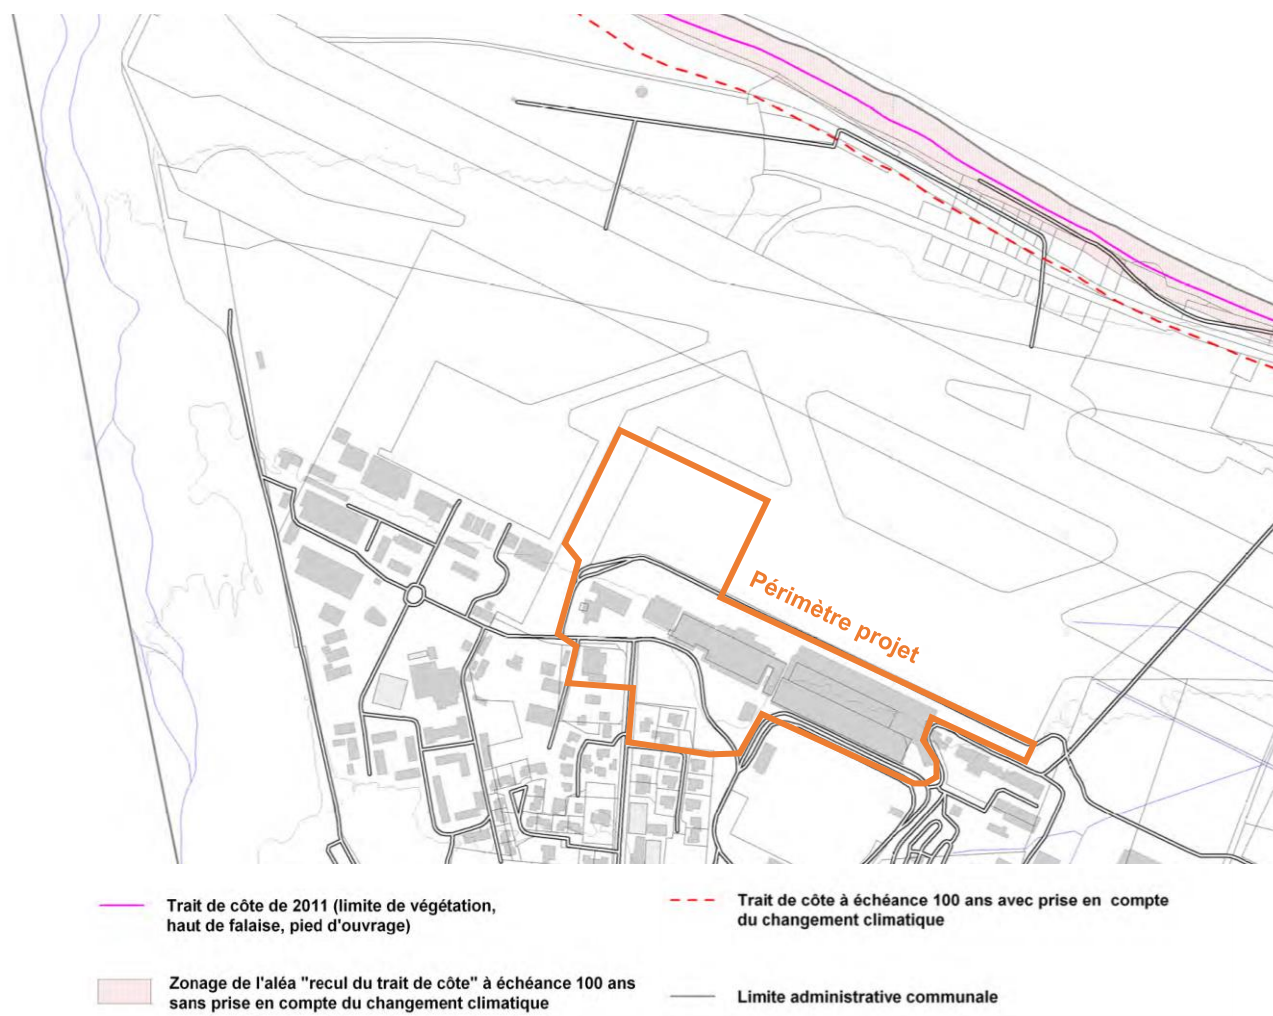 Périmètre projet
Trait de côte de 2011 (limite de végétation,
haut de falaise, pied d'ouvrage)
Trait de côte à échéance 100 ans avec prise en compte
du changement climatique
Zonage de l'aléa "recul du trait de côte" à échéance 100 ans
sans prise en compte du changement climatique
Limite administrative communale